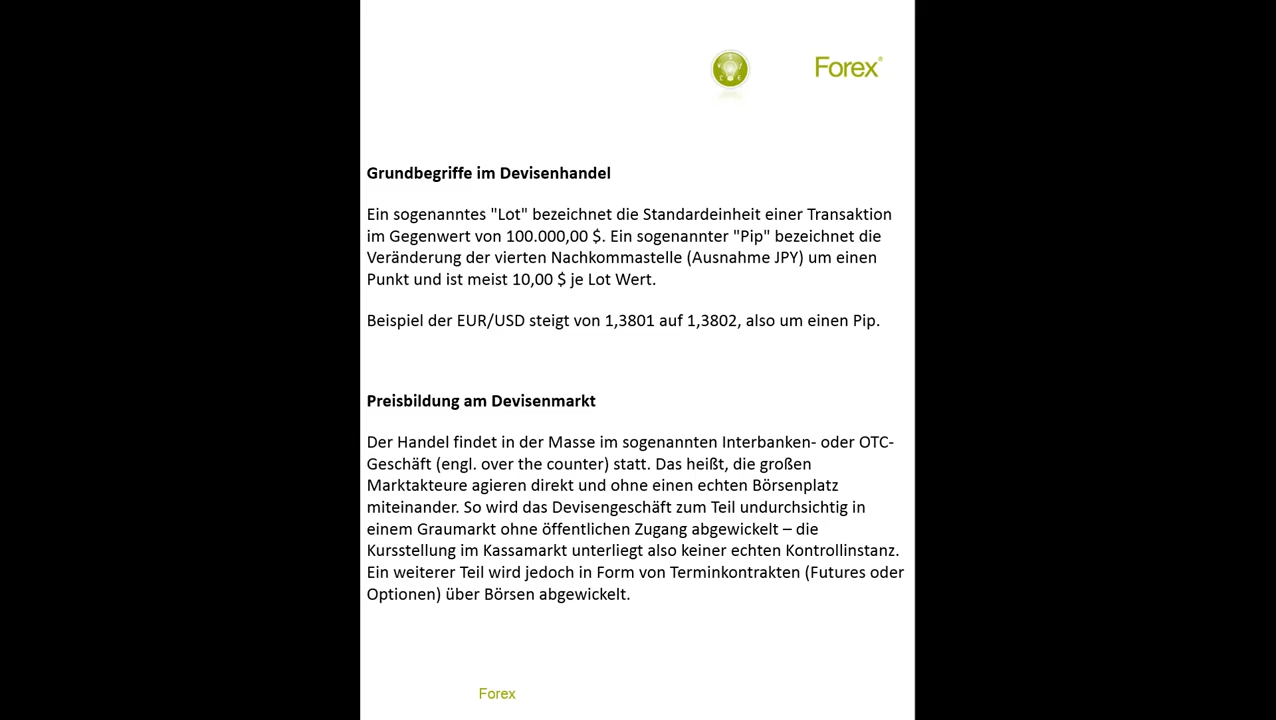 Forex®
Grundbegriffe im Devisenhandel
Ein sogenanntes "Lot" bezeichnet die Standardeinheit einer Transaktion
im Gegenwert von 100.000,00 $. Ein sogenannter "Pip" bezeichnet die
Veränderung der vierten Nachkommastelle (Ausnahme JPY) um einen
Punkt und ist meist 10,00 $ je Lot Wert.
Beispiel der EUR/USD steigt von 1,3801 auf 1,3802, also um einen Pip.
Preisbildung am Devisenmarkt
Der Handel findet in der Masse im sogenannten Interbanken- oder OTC-
Geschäft (engl. over the counter) statt. Das heißt, die großen
Marktakteure agieren direkt und ohne einen echten Börsenplatz
miteinander. So wird das Devisengeschäft zum Teil undurchsichtig in
einem Graumarkt ohne öffentlichen Zugang abgewickelt – die
Kursstellung im Kassamarkt unterliegt also keiner echten Kontrollinstanz.
Ein weiterer Teil wird jedoch in Form von Terminkontrakten (Futures oder
Optionen) über Börsen abgewickelt.
Forex